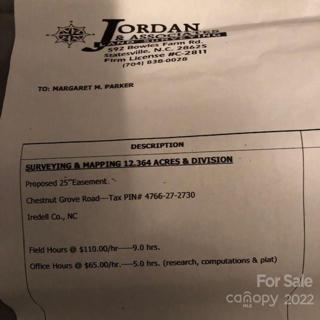 JORDAN
& ASSOCIATES
LAND SURVEYING
592 Bowles Farm Rd.
Statesville, N.C. 28625
Firm License #C-2811
(704) 838-0028
TO: MARGARET M. PARKER
DESCRIPTION
SURVEYING & MAPPING 12.364 ACRES & DIVISION
Proposed 25' Easement
Chestnut Grove Road---Tax PIN# 4766-27-2730
Iredell Co., NC
Field Hours @ $110.00/hr----9.0 hrs.
Office Hours @ $65.00/hr----5.0 hrs. (research, computations & plat)
For Sale
canopy MLS 2022